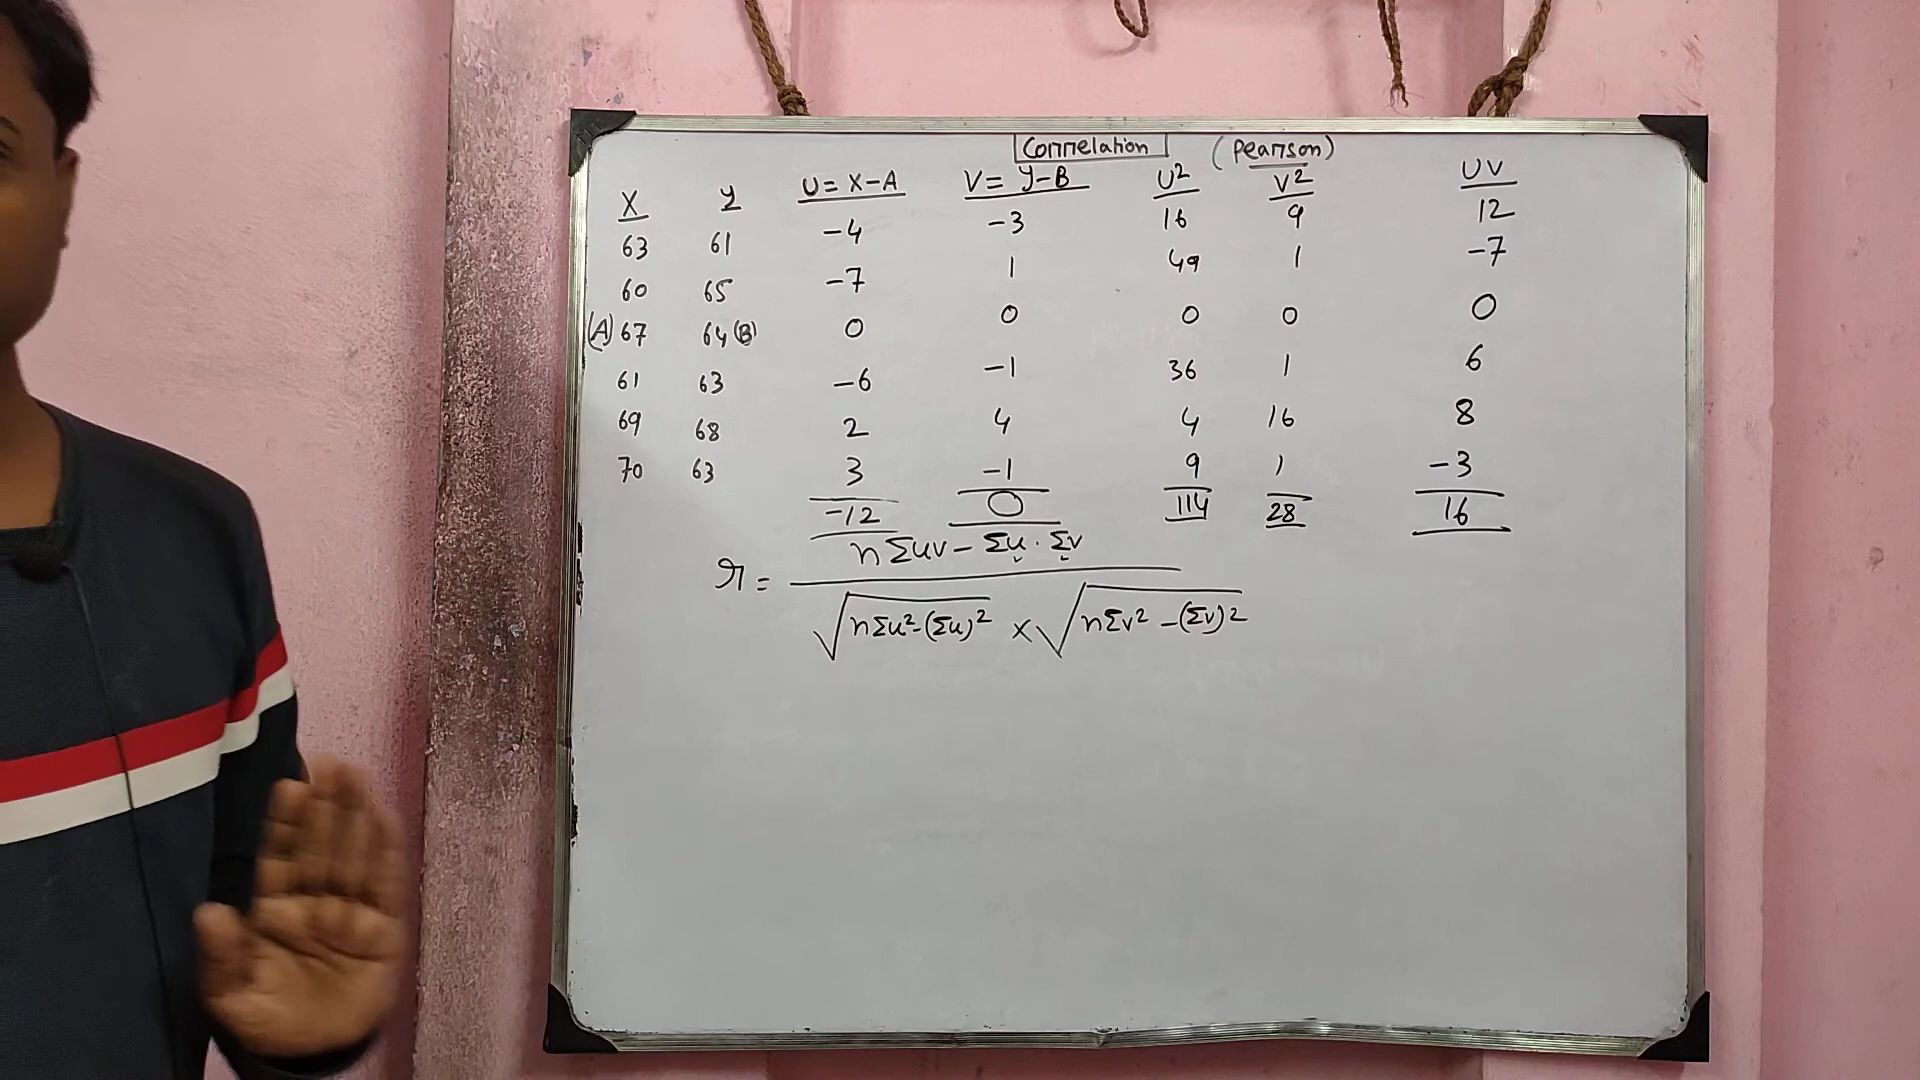 Correlation (Pearson)
X y U = X-A V = y-B U² V² UV
63 61 -4 -3 16 9 12
60 65 -7 1 49 1 -7
(A) 67 64 (B) 0 0 0 0 0
61 63 -6 -1 36 1 6
69 68 2 4 4 16 8
70 63 3 -1 9 1 -3
-12 0 114 28 16
r = nΣuv - Σu · Σv
√nΣu² - (Σu)² × √nΣv² - (Σv)²